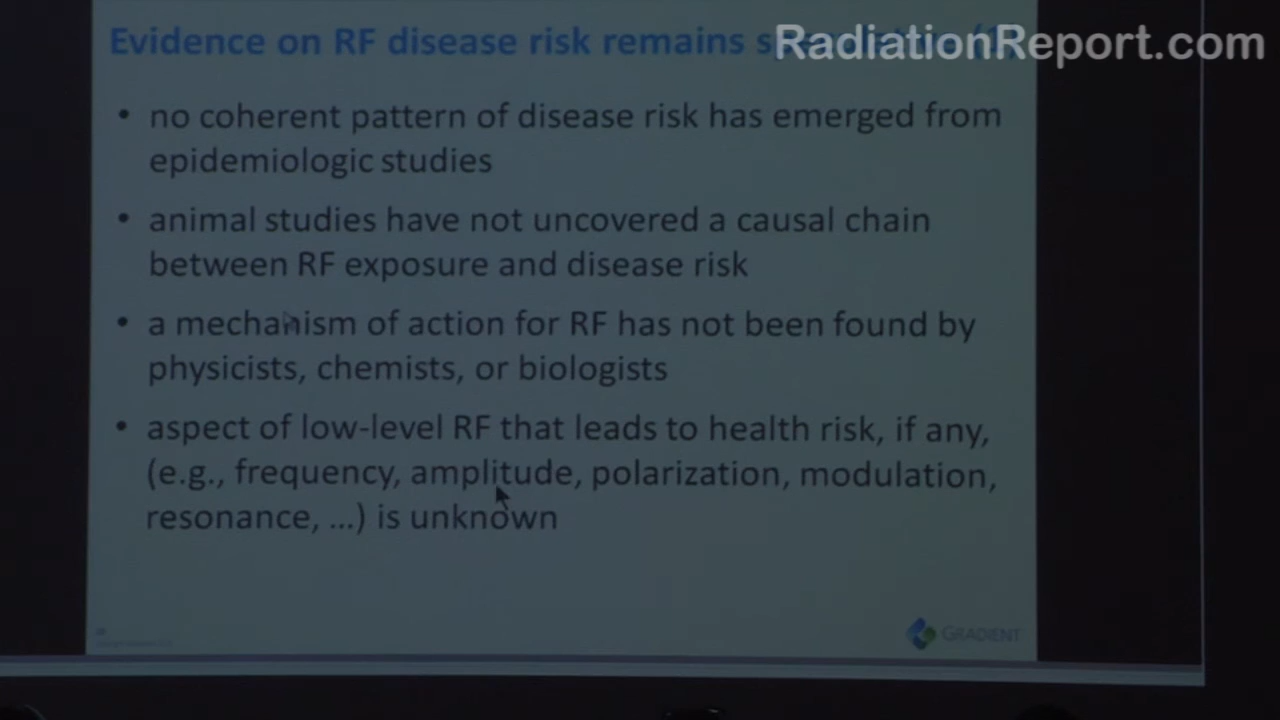 Evidence on RF disease risk remains
RadiationReport.com
• no coherent pattern of disease risk has emerged from
epidemiologic studies
• animal studies have not uncovered a causal chain
between RF exposure and disease risk
• a mechanism of action for RF has not been found by
physicists, chemists, or biologists
• aspect of low-level RF that leads to health risk, if any,
(e.g., frequency, amplitude, polarization, modulation,
resonance, ...) is unknown
GRADIENT